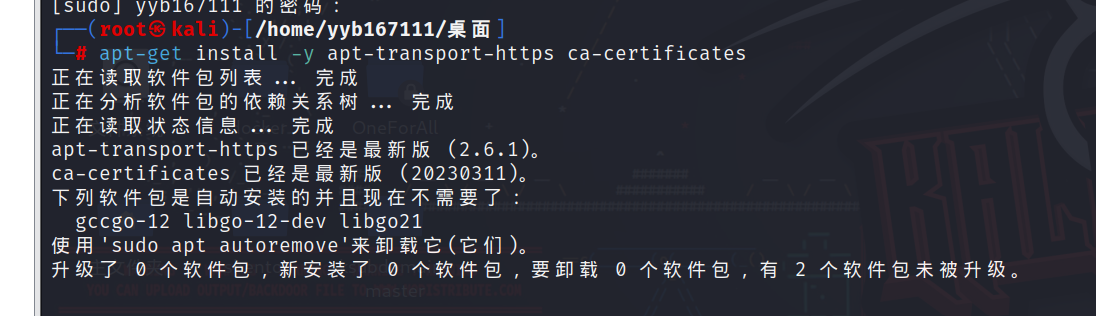 [sudo] yyb167111 的密码：
┌──(root㉿kali)-[/home/yyb167111/桌面]
└─# apt-get install -y apt-transport-https ca-certificates
正在读取软件包列表... 完成
正在分析软件包的依赖关系树... 完成
正在读取状态信息... 完成
OneForAll
apt-transport-https 已经是最新版 (2.6.1)。
ca-certificates 已经是最新版 (20230311)。
下列软件包是自动安装的并且现在不需要了：
gccgo-12 libgo-12-dev libgo21
使用'sudo apt autoremove'来卸载它(它们)。
升级了 0 个软件包，新安装了 0 个软件包，要卸载 0 个软件包，有 2 个软件包未被升级。
master